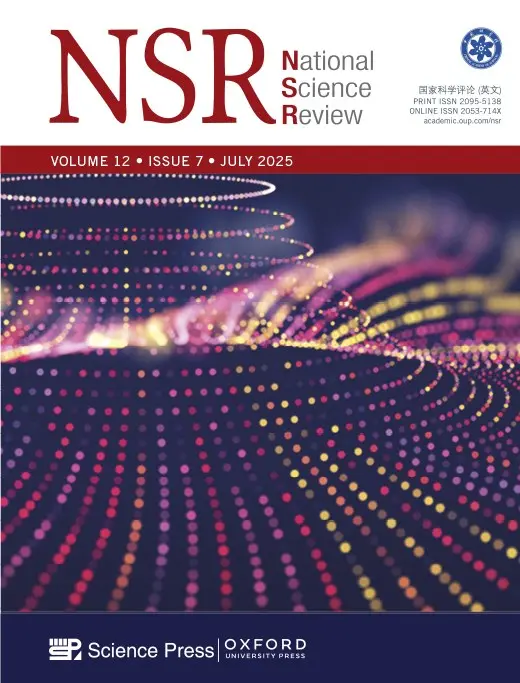 NSR
National
Science
Review
国家科学评论 (英文)
PRINT ISSN 2095-5138
ONLINE ISSN 2053-714X
academic.oup.com/nsr
VOLUME 12 • ISSUE 7 • JULY 2025
SP Science Press
OXFORD
UNIVERSITY PRESS